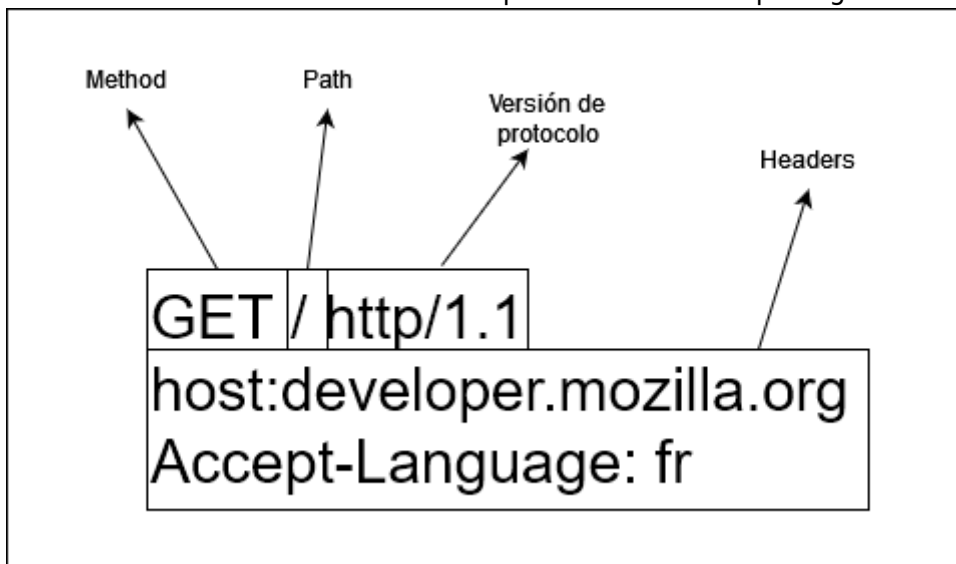 Method
Path
Versión de
protocolo
Headers
GET / http/1.1
host:developer.mozilla.org
Accept-Language: fr